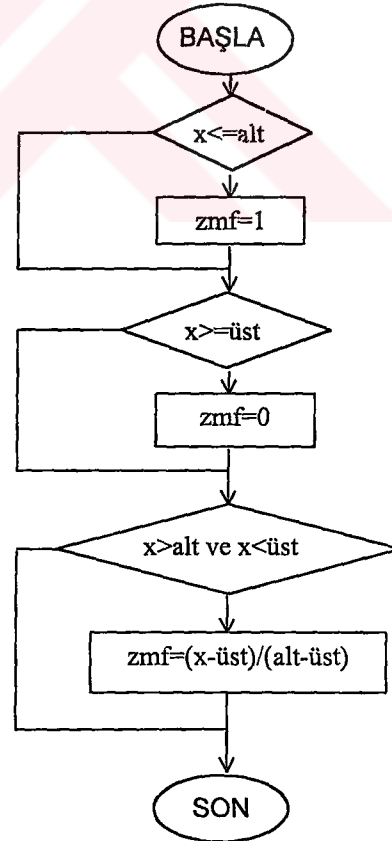 BAŞLA
x<=alt
zmf=1
x>=üst
zmf=0
x>alt ve x<üst
zmf=(x-üst)/(alt-üst)
SON